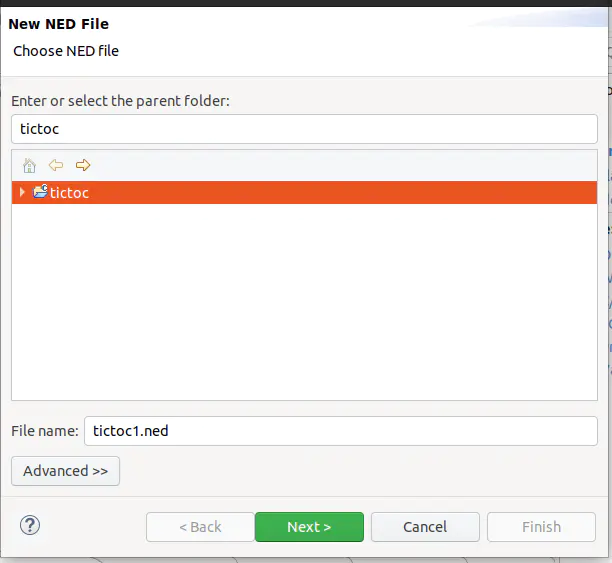 New NED File
Choose NED file
Enter or select the parent folder:
tictoc
tictoc
File name: tictoc1.ned
Advanced >>
< Back Next > Cancel Finish